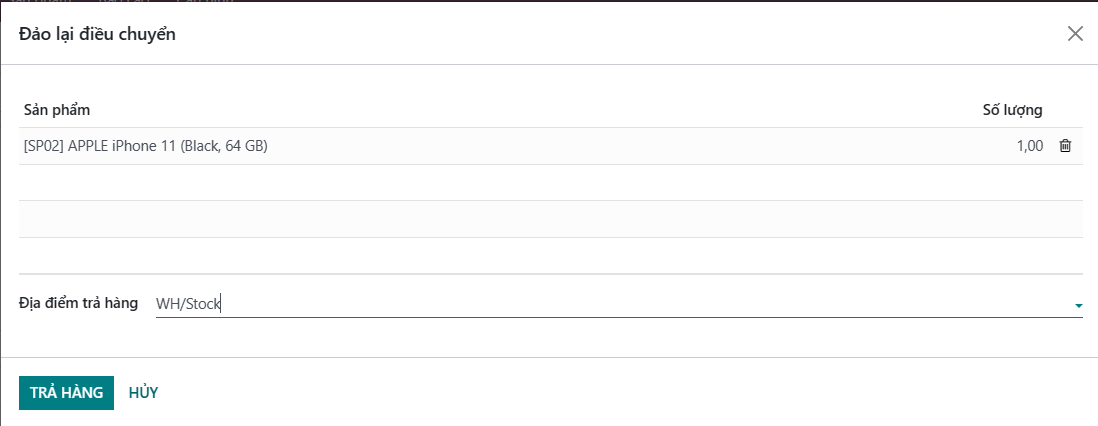 Đảo lại điều chuyển
Sản phẩm Số lượng
[SP02] APPLE iPhone 11 (Black, 64 GB) 1,00
Địa điểm trả hàng WH/Stock
TRẢ HÀNG HỦY